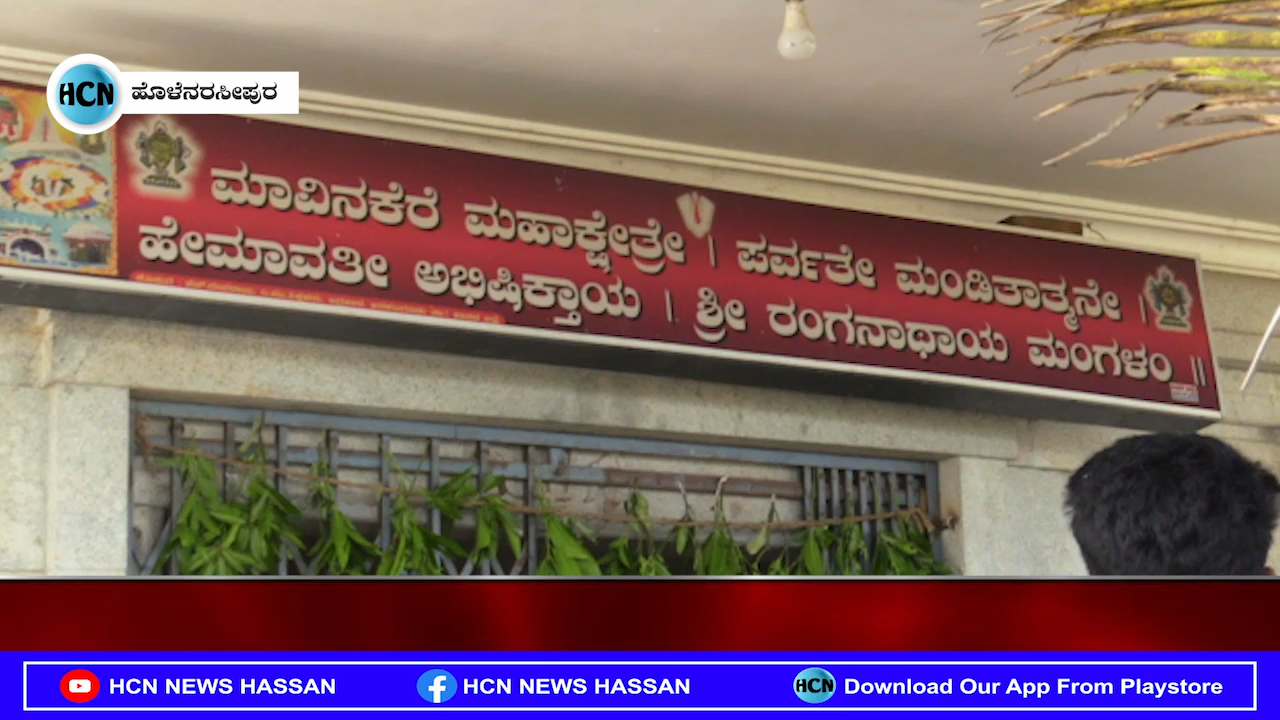 HCN ಹೊಳೆನರಸೀಪುರ
ಮಾವಿನಕೆರೆ ಮಹಾಕ್ಷೇತ್ರೇ | ಪರ್ವತೇ ಮಂಡಿತಾತ್ಮನೇ |
ಹೇಮಾವತೀ ಅಭಿಷಿಕ್ತಾಯ | ಶ್ರೀ ರಂಗನಾಥಾಯ ಮಂಗಳಂ ||
HCN NEWS HASSAN HCN NEWS HASSAN HCN Download Our App From Playstore